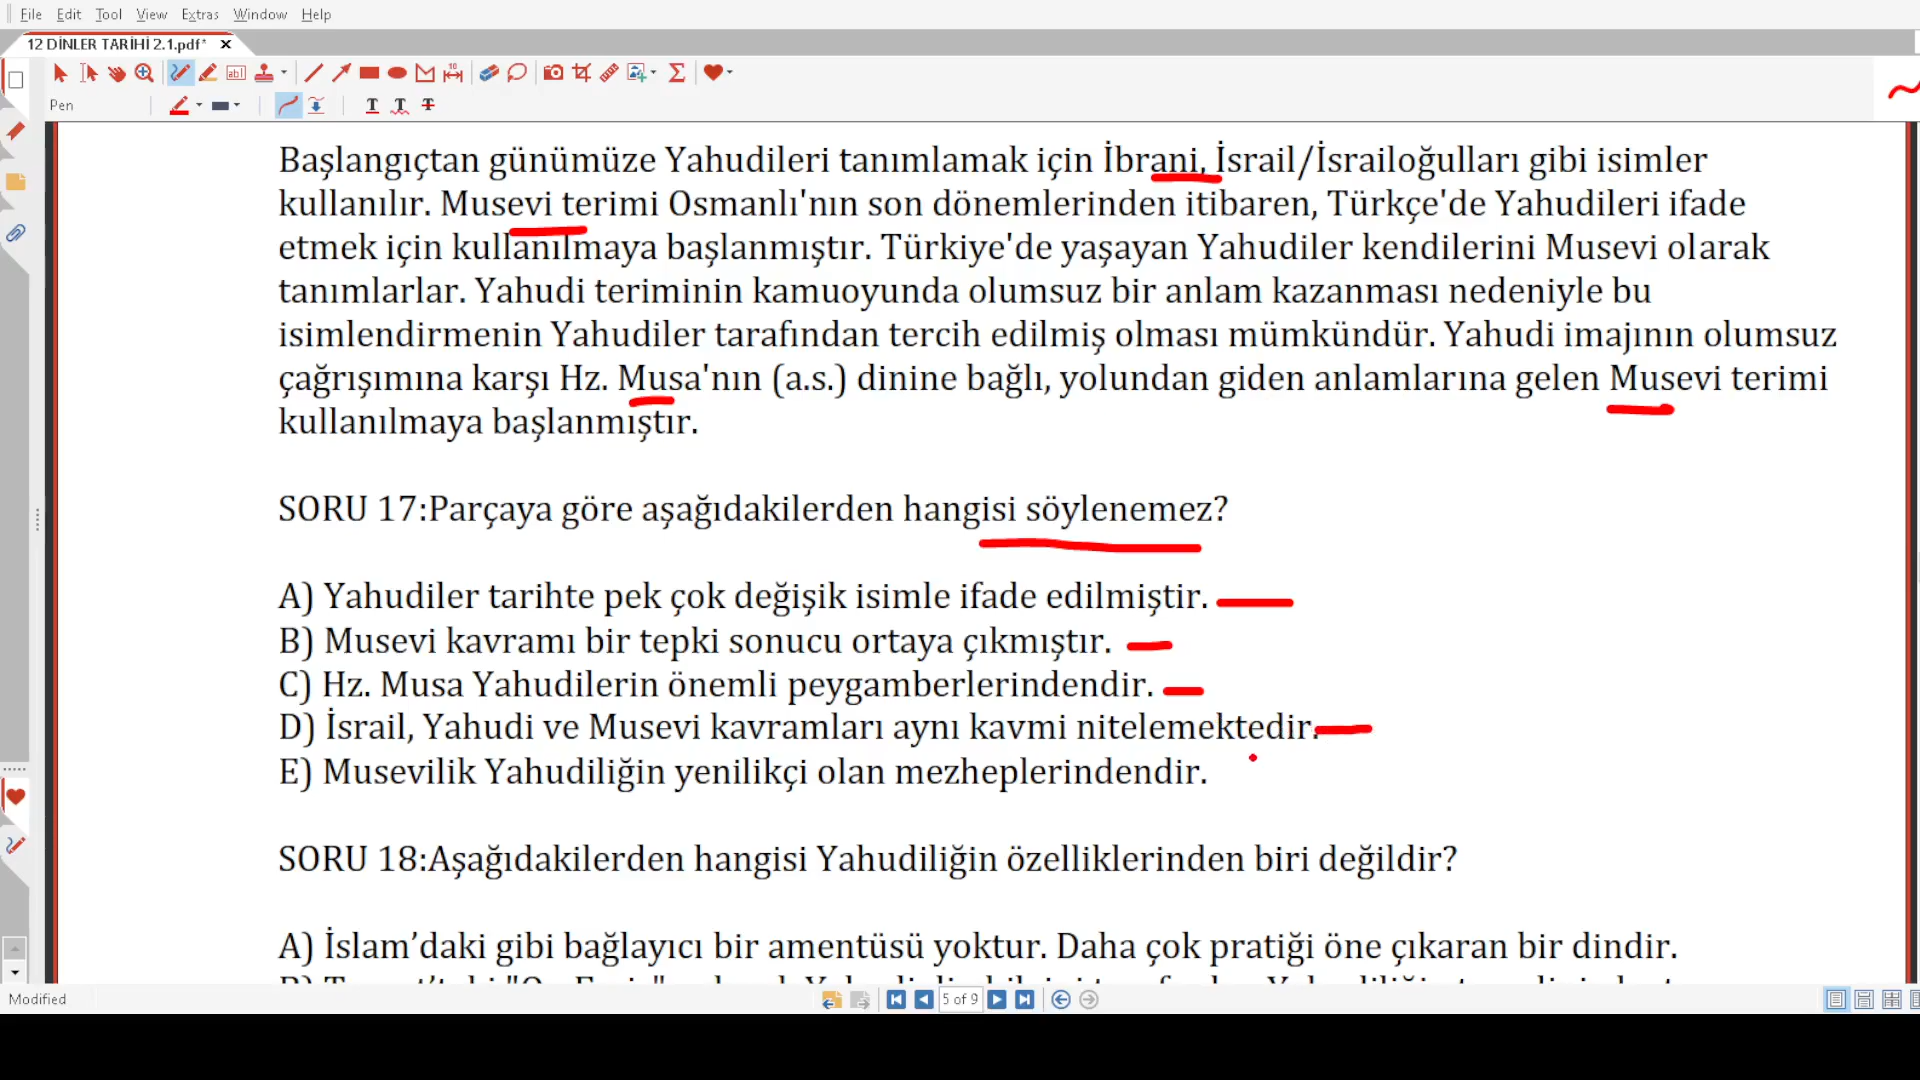 File Edit Tool View Extras Window Help
12 DİNLER TARİHİ 2.1.pdf* X
Pen
Başlangıçtan günümüze Yahudileri tanımlamak için İbrani, İsrail/İsrailoğulları gibi isimler
kullanılır. Musevi terimi Osmanlı'nın son dönemlerinden itibaren, Türkçe'de Yahudileri ifade
etmek için kullanılmaya başlanmıştır. Türkiye'de yaşayan Yahudiler kendilerini Musevi olarak
tanımlarlar. Yahudi teriminin kamuoyunda olumsuz bir anlam kazanması nedeniyle bu
isimlendirmenin Yahudiler tarafından tercih edilmiş olması mümkündür. Yahudi imajının olumsuz
çağrışımına karşı Hz. Musa'nın (a.s.) dinine bağlı, yolundan giden anlamlarına gelen Musevi terimi
kullanılmaya başlanmıştır.
SORU 17:Parçaya göre aşağıdakilerden hangisi söylenemez?
A) Yahudiler tarihte pek çok değişik isimle ifade edilmiştir.
B) Musevi kavramı bir tepki sonucu ortaya çıkmıştır.
C) Hz. Musa Yahudilerin önemli peygamberlerindendir.
D) İsrail, Yahudi ve Musevi kavramları aynı kavmi nitelemektedir.
E) Musevilik Yahudiliğin yenilikçi olan mezheplerindendir.
SORU 18:Aşağıdakilerden hangisi Yahudiliğin özelliklerinden biri değildir?
A) İslam’daki gibi bağlayıcı bir amentüsü yoktur. Daha çok pratiği öne çıkaran bir dindir.
Modified 5 of 9